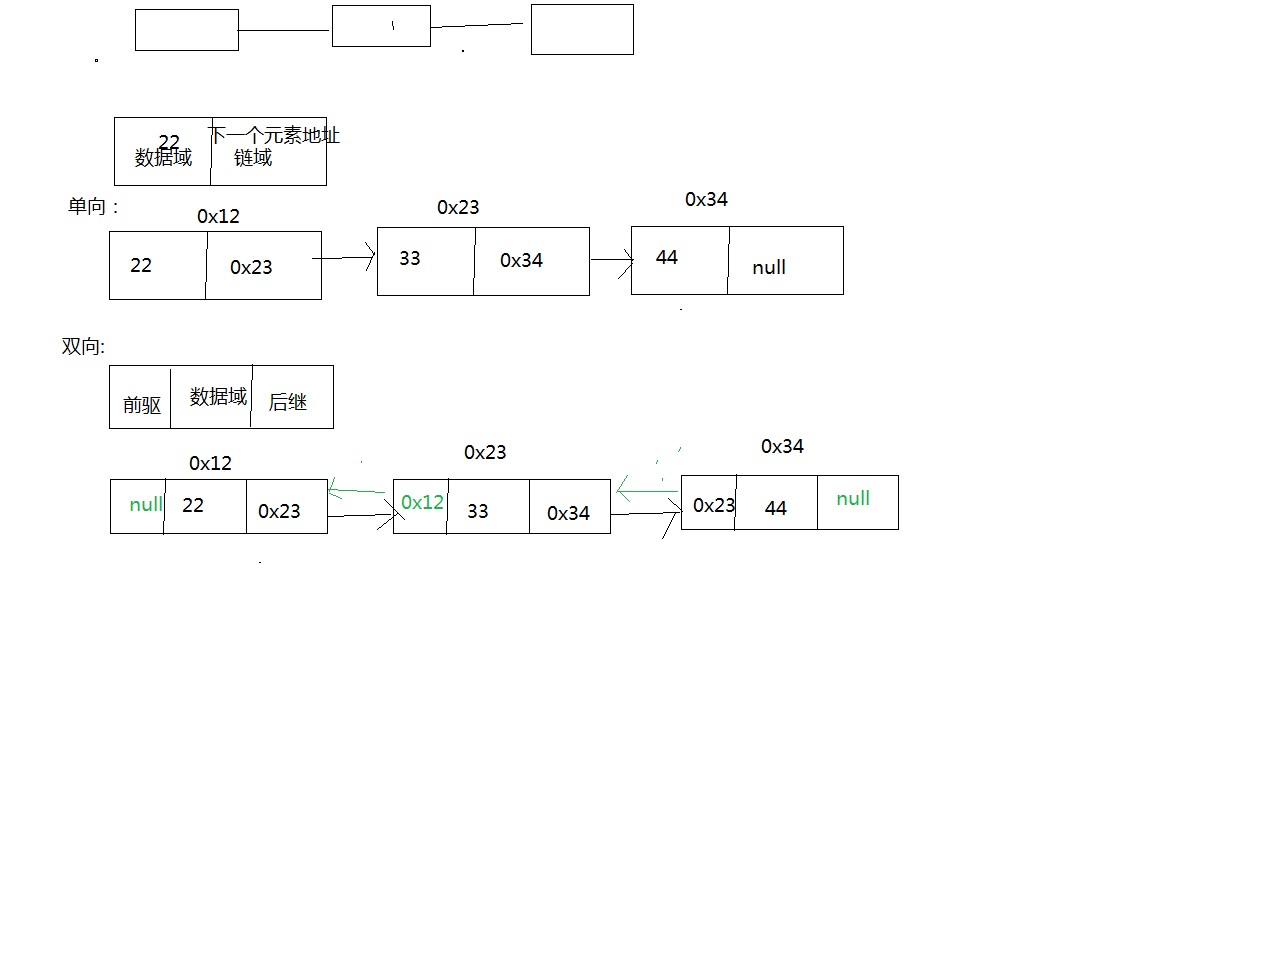 22 下一个元素地址
数据域 链域
单向：
0x12 0x23 0x34
22 0x23 33 0x34 44 null
双向:
前驱 数据域 后继
0x12 0x23 0x34
null 22 0x23 0x12 33 0x34 0x23 44 null